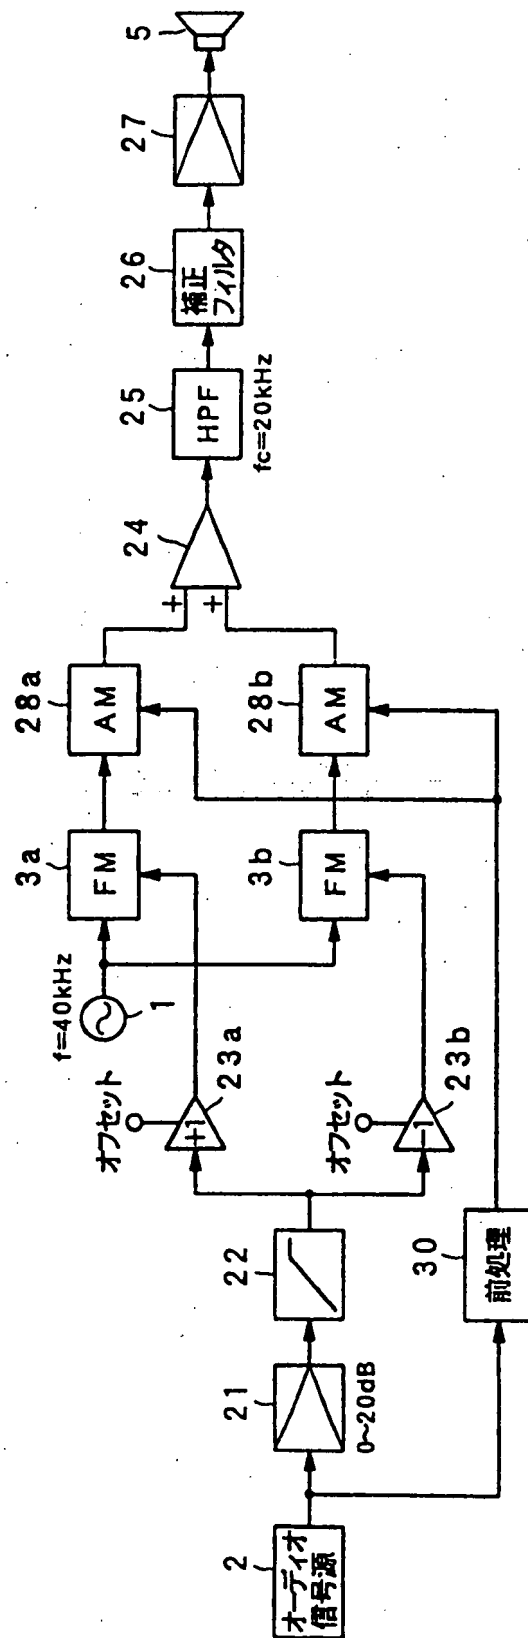 2
オーディオ
信号源
21
0~20dB
22
オフセット
+1
23a
オフセット
-1
23b
30
前処理
f=40kHz
1
3a
FM
3b
FM
28a
AM
28b
AM
+
+
24
25
HPF
fc=20kHz
26
補正
フィルタ
27
5